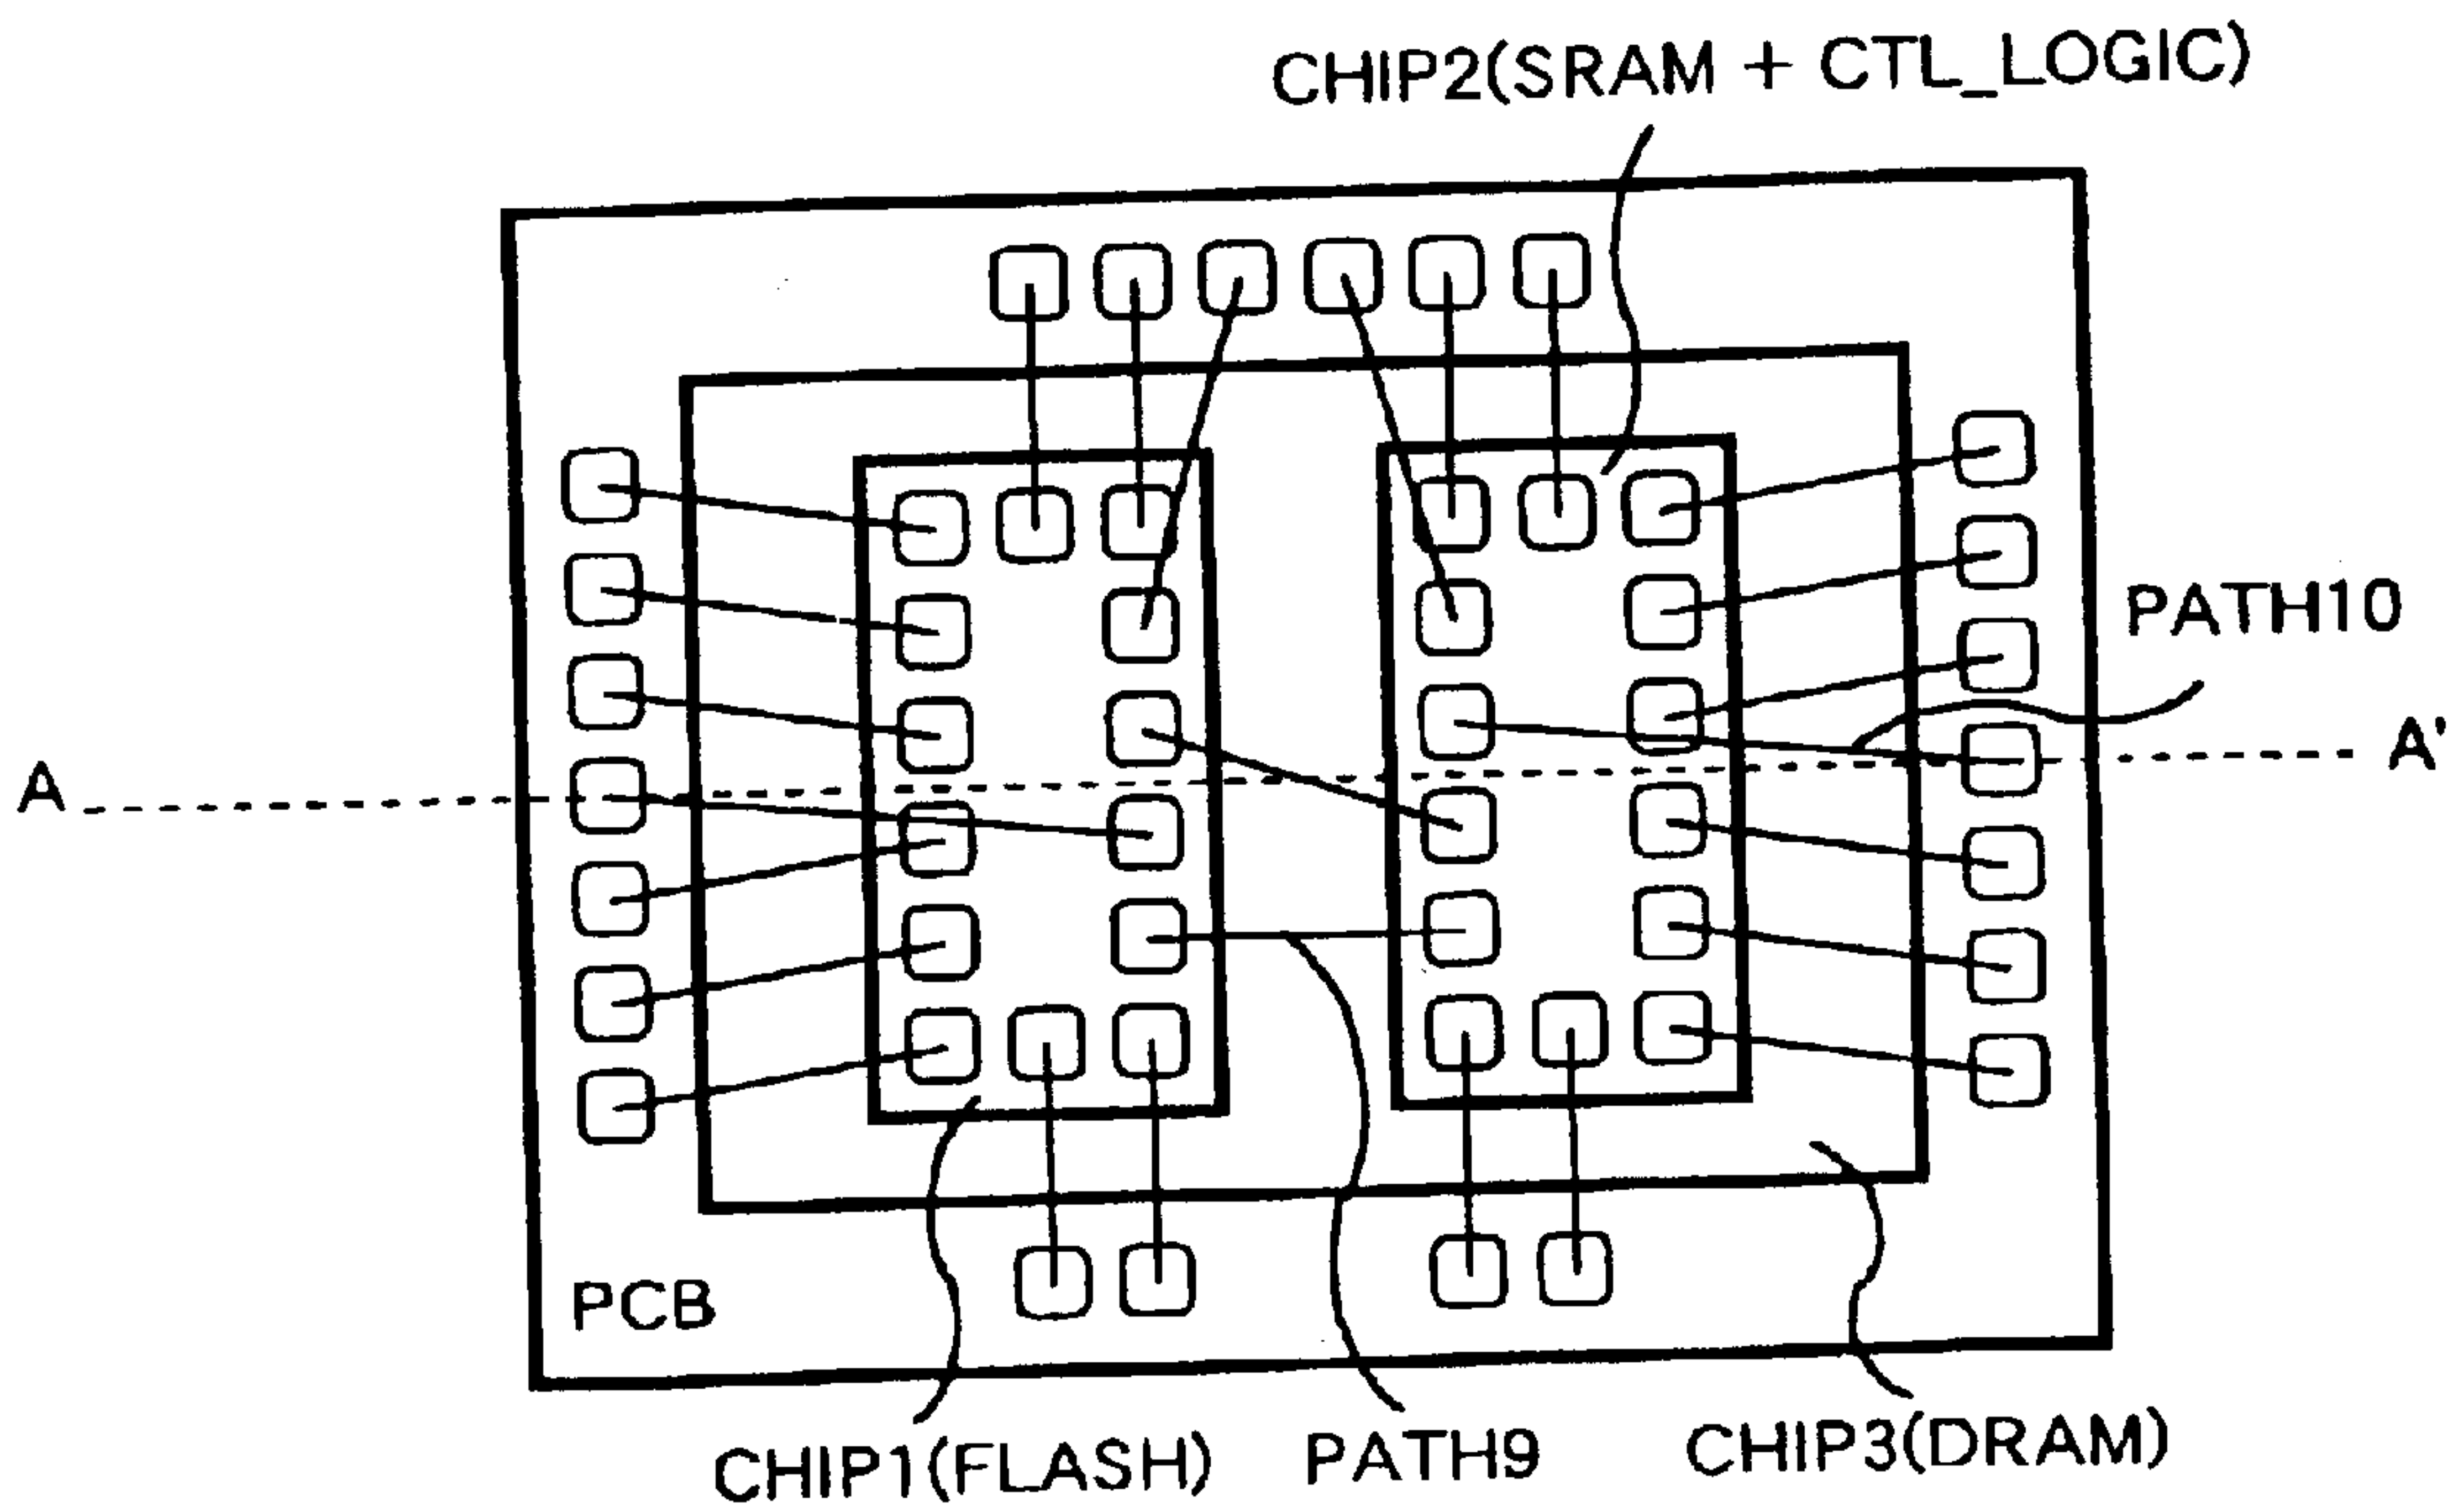 CHIP2(SRAM + CTL_LOGIC)
PATH10
A
A'
PCB
CHIP1(FLASH)
PATH9
CHIP3(DRAM)